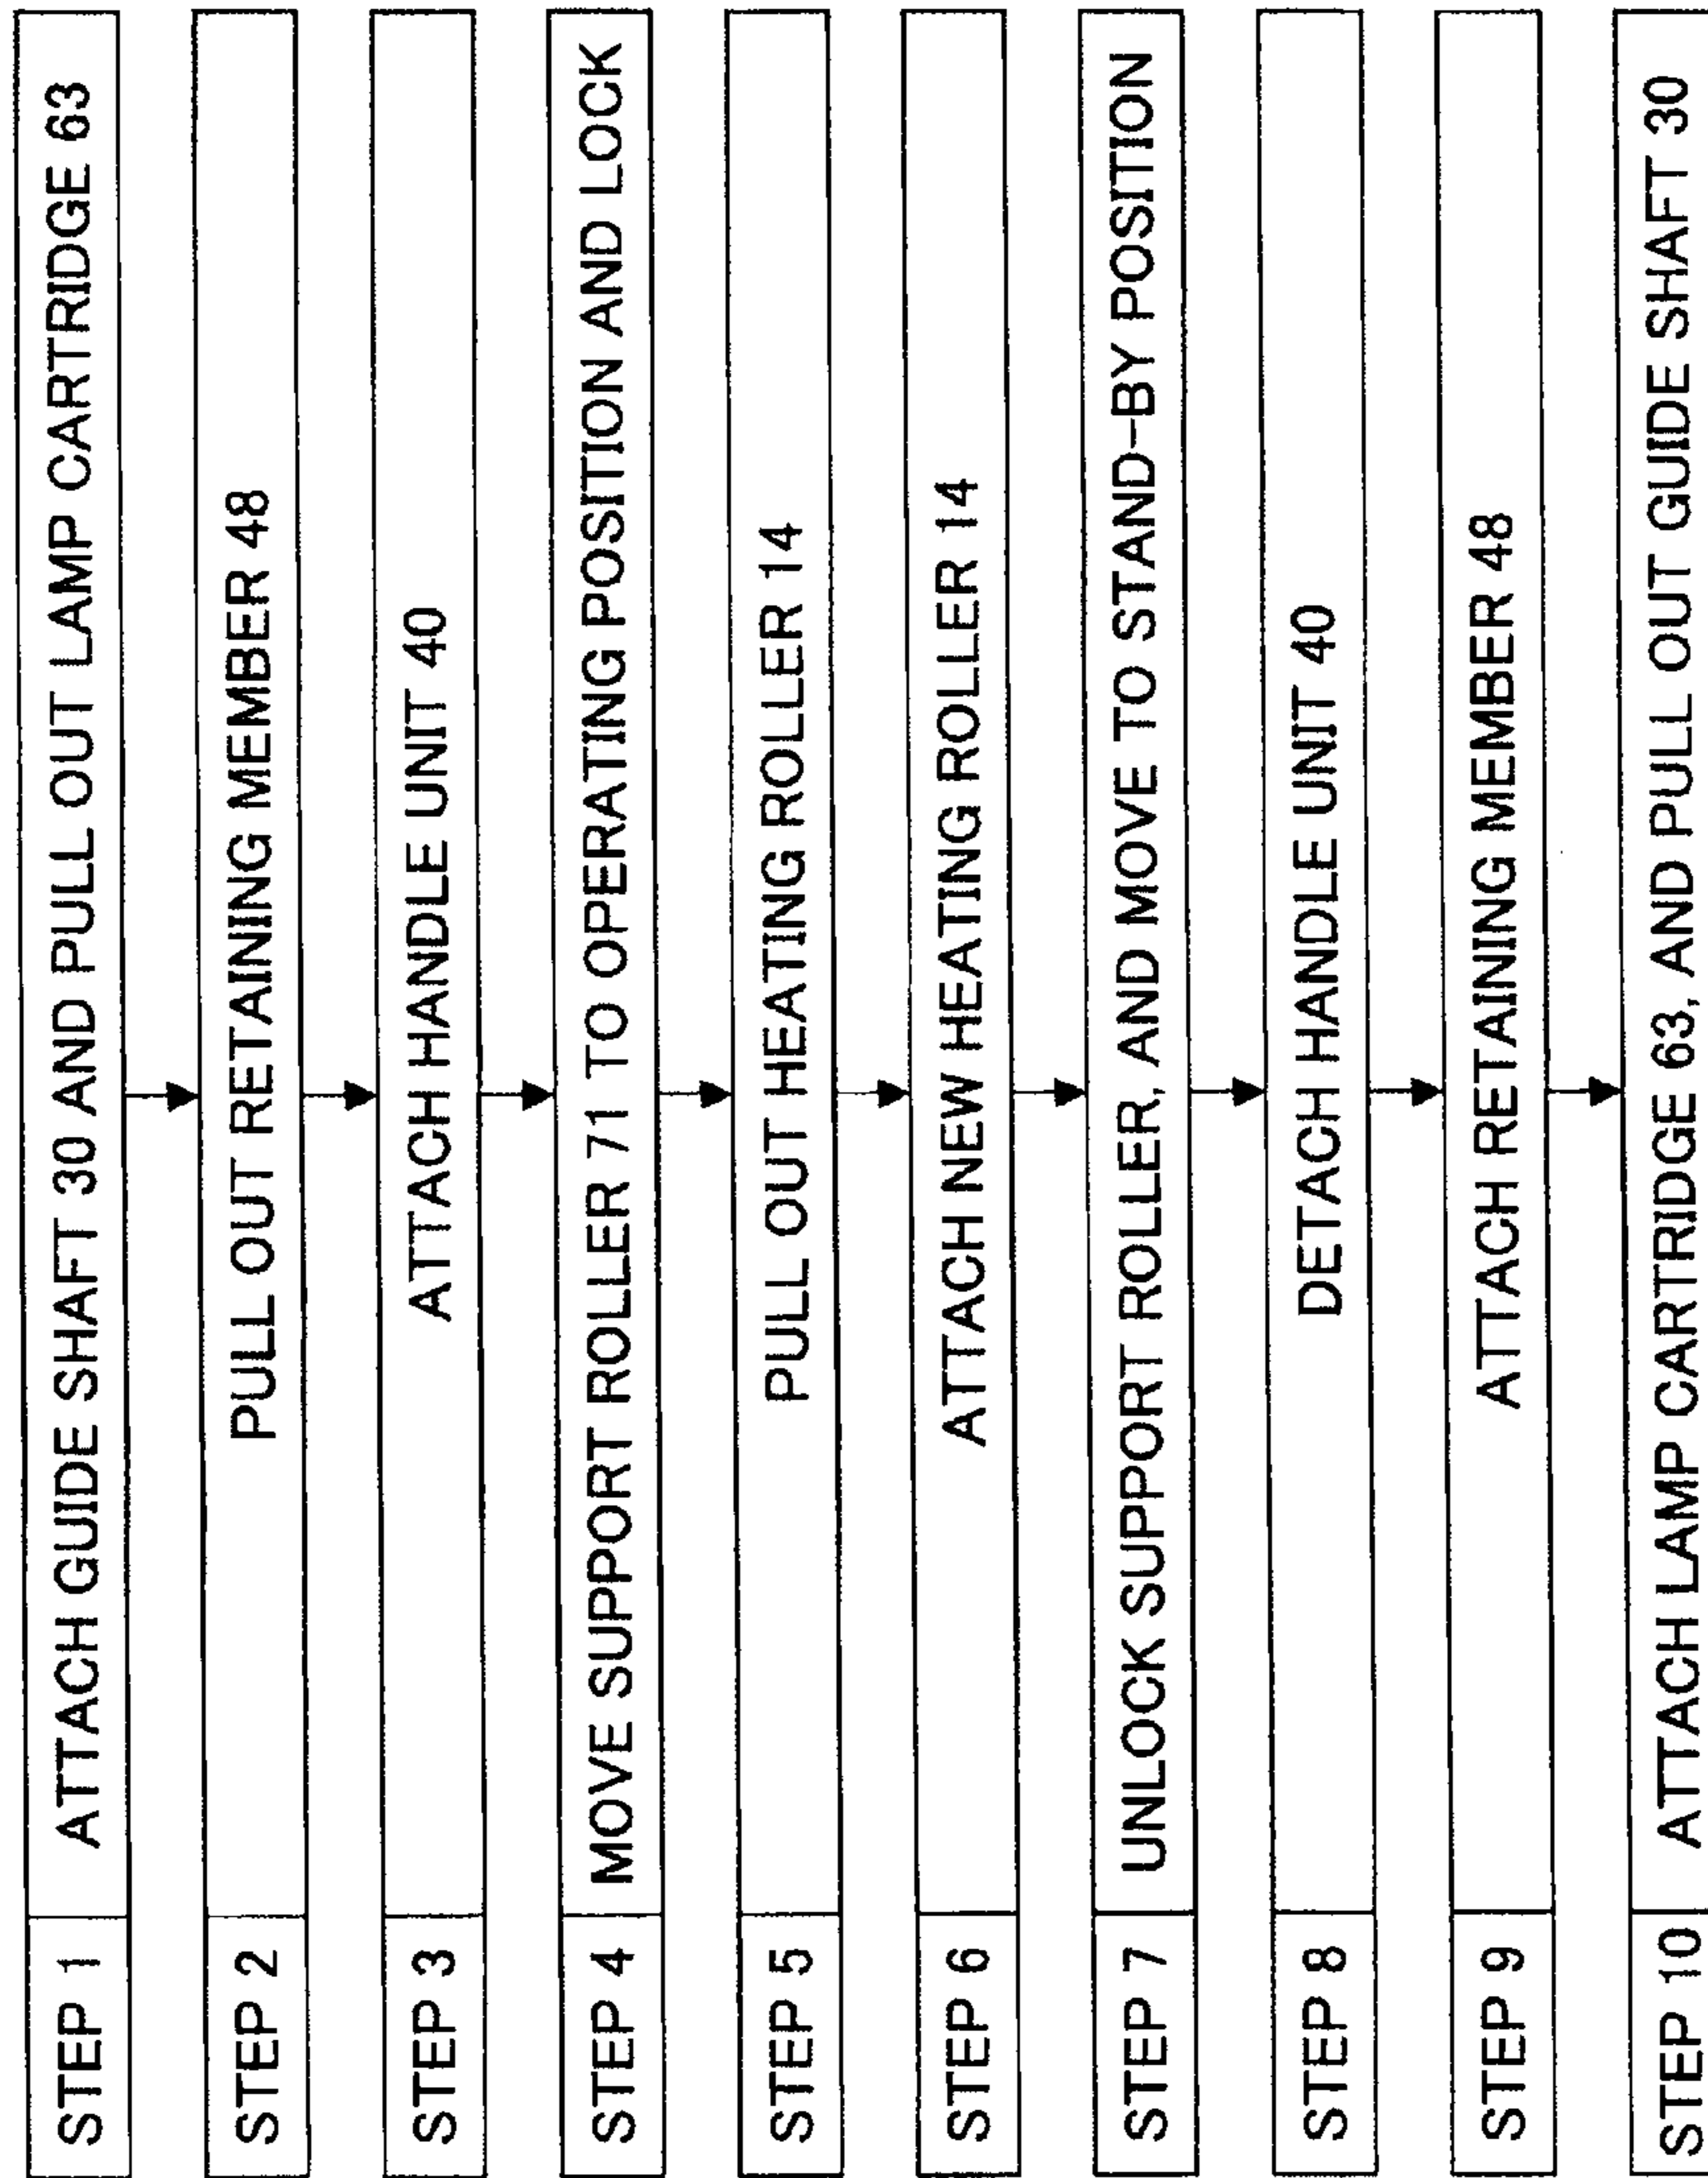 STEP 1 ATTACH GUIDE SHAFT 30 AND PULL OUT LAMP CARTRIDGE 63
STEP 2 PULL OUT RETAINING MEMBER 48
STEP 3 ATTACH HANDLE UNIT 40
STEP 4 MOVE SUPPORT ROLLER 71 TO OPERATING POSITION AND LOCK
STEP 5 PULL OUT HEATING ROLLER 14
STEP 6 ATTACH NEW HEATING ROLLER 14
STEP 7 UNLOCK SUPPORT ROLLER, AND MOVE TO STAND-BY POSITION
STEP 8 DETACH HANDLE UNIT 40
STEP 9 ATTACH RETAINING MEMBER 48
STEP 10 ATTACH LAMP CARTRIDGE 63, AND PULL OUT GUIDE SHAFT 30